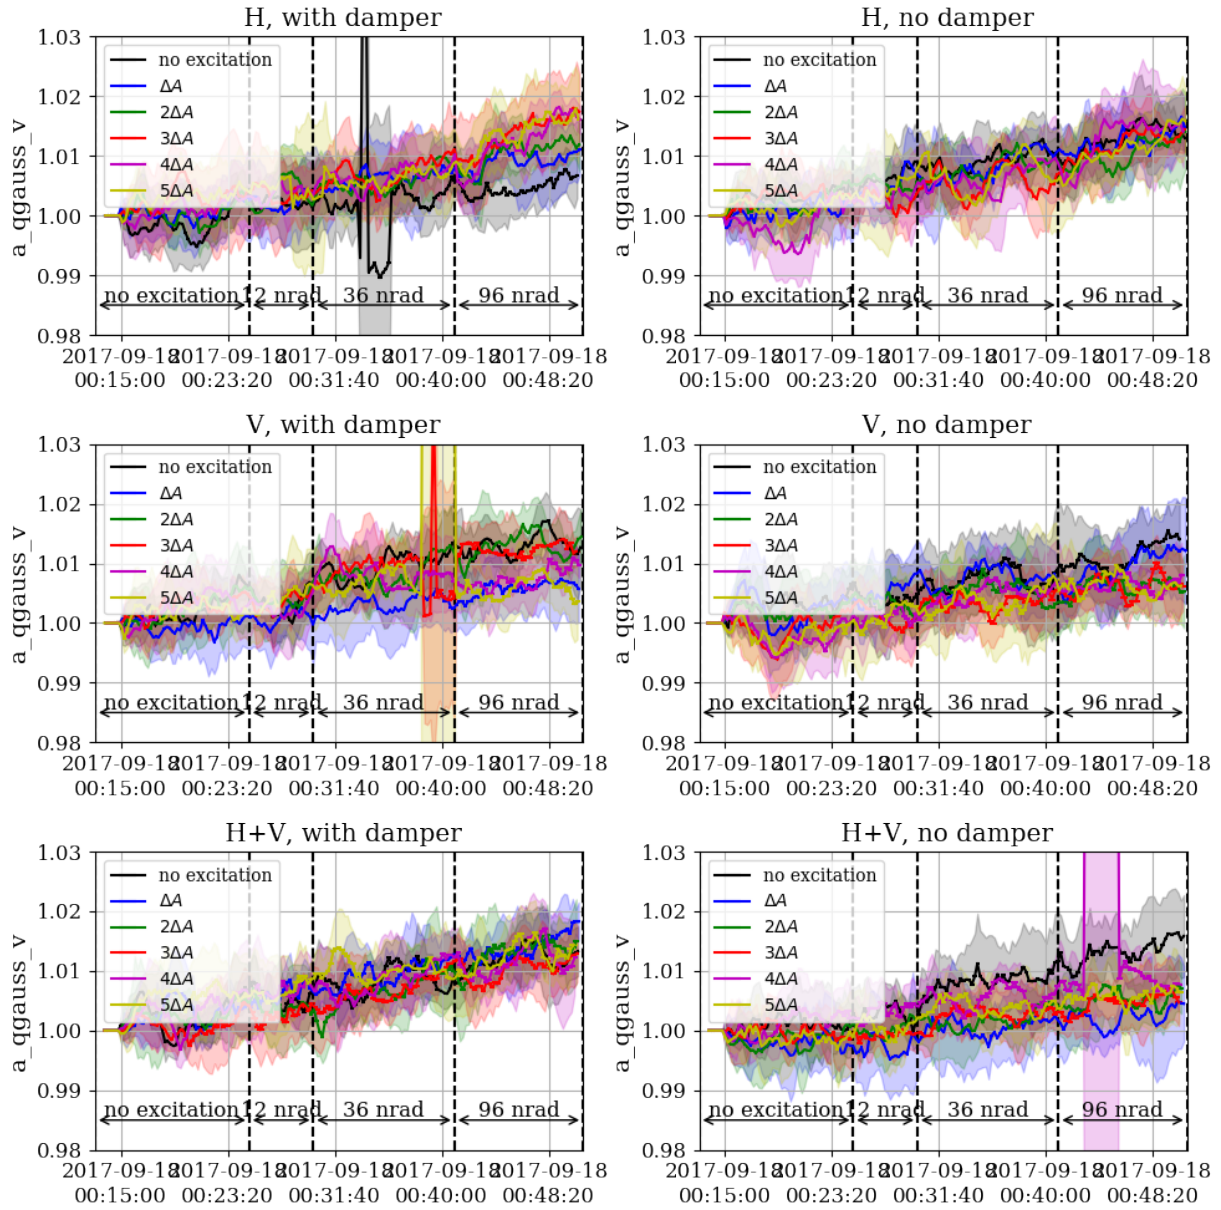 H, with damper
a_qgauss_v
1.03
1.02
1.01
1.00
0.99
0.98
no excitation
ΔA
2ΔA
3ΔA
4ΔA
5ΔA
no excitation
12 nrad
36 nrad
96 nrad
2017-09-18 2017-09-18 2017-09-18 2017-09-18 2017-09-18
00:15:00 00:23:20 00:31:40 00:40:00 00:48:20
H, no damper
a_qgauss_v
1.03
1.02
1.01
1.00
0.99
0.98
no excitation
ΔA
2ΔA
3ΔA
4ΔA
5ΔA
no excitation
12 nrad
36 nrad
96 nrad
2017-09-18 2017-09-18 2017-09-18 2017-09-18 2017-09-18
00:15:00 00:23:20 00:31:40 00:40:00 00:48:20
V, with damper
a_qgauss_v
1.03
1.02
1.01
1.00
0.99
0.98
no excitation
ΔA
2ΔA
3ΔA
4ΔA
5ΔA
no excitation
12 nrad
36 nrad
96 nrad
2017-09-18 2017-09-18 2017-09-18 2017-09-18 2017-09-18
00:15:00 00:23:20 00:31:40 00:40:00 00:48:20
V, no damper
a_qgauss_v
1.03
1.02
1.01
1.00
0.99
0.98
no excitation
ΔA
2ΔA
3ΔA
4ΔA
5ΔA
no excitation
12 nrad
36 nrad
96 nrad
2017-09-18 2017-09-18 2017-09-18 2017-09-18 2017-09-18
00:15:00 00:23:20 00:31:40 00:40:00 00:48:20
H+V, with damper
a_qgauss_v
1.03
1.02
1.01
1.00
0.99
0.98
no excitation
ΔA
2ΔA
3ΔA
4ΔA
5ΔA
no excitation
12 nrad
36 nrad
96 nrad
2017-09-18 2017-09-18 2017-09-18 2017-09-18 2017-09-18
00:15:00 00:23:20 00:31:40 00:40:00 00:48:20
H+V, no damper
a_qgauss_v
1.03
1.02
1.01
1.00
0.99
0.98
no excitation
ΔA
2ΔA
3ΔA
4ΔA
5ΔA
no excitation
12 nrad
36 nrad
96 nrad
2017-09-18 2017-09-18 2017-09-18 2017-09-18 2017-09-18
00:15:00 00:23:20 00:31:40 00:40:00 00:48:20